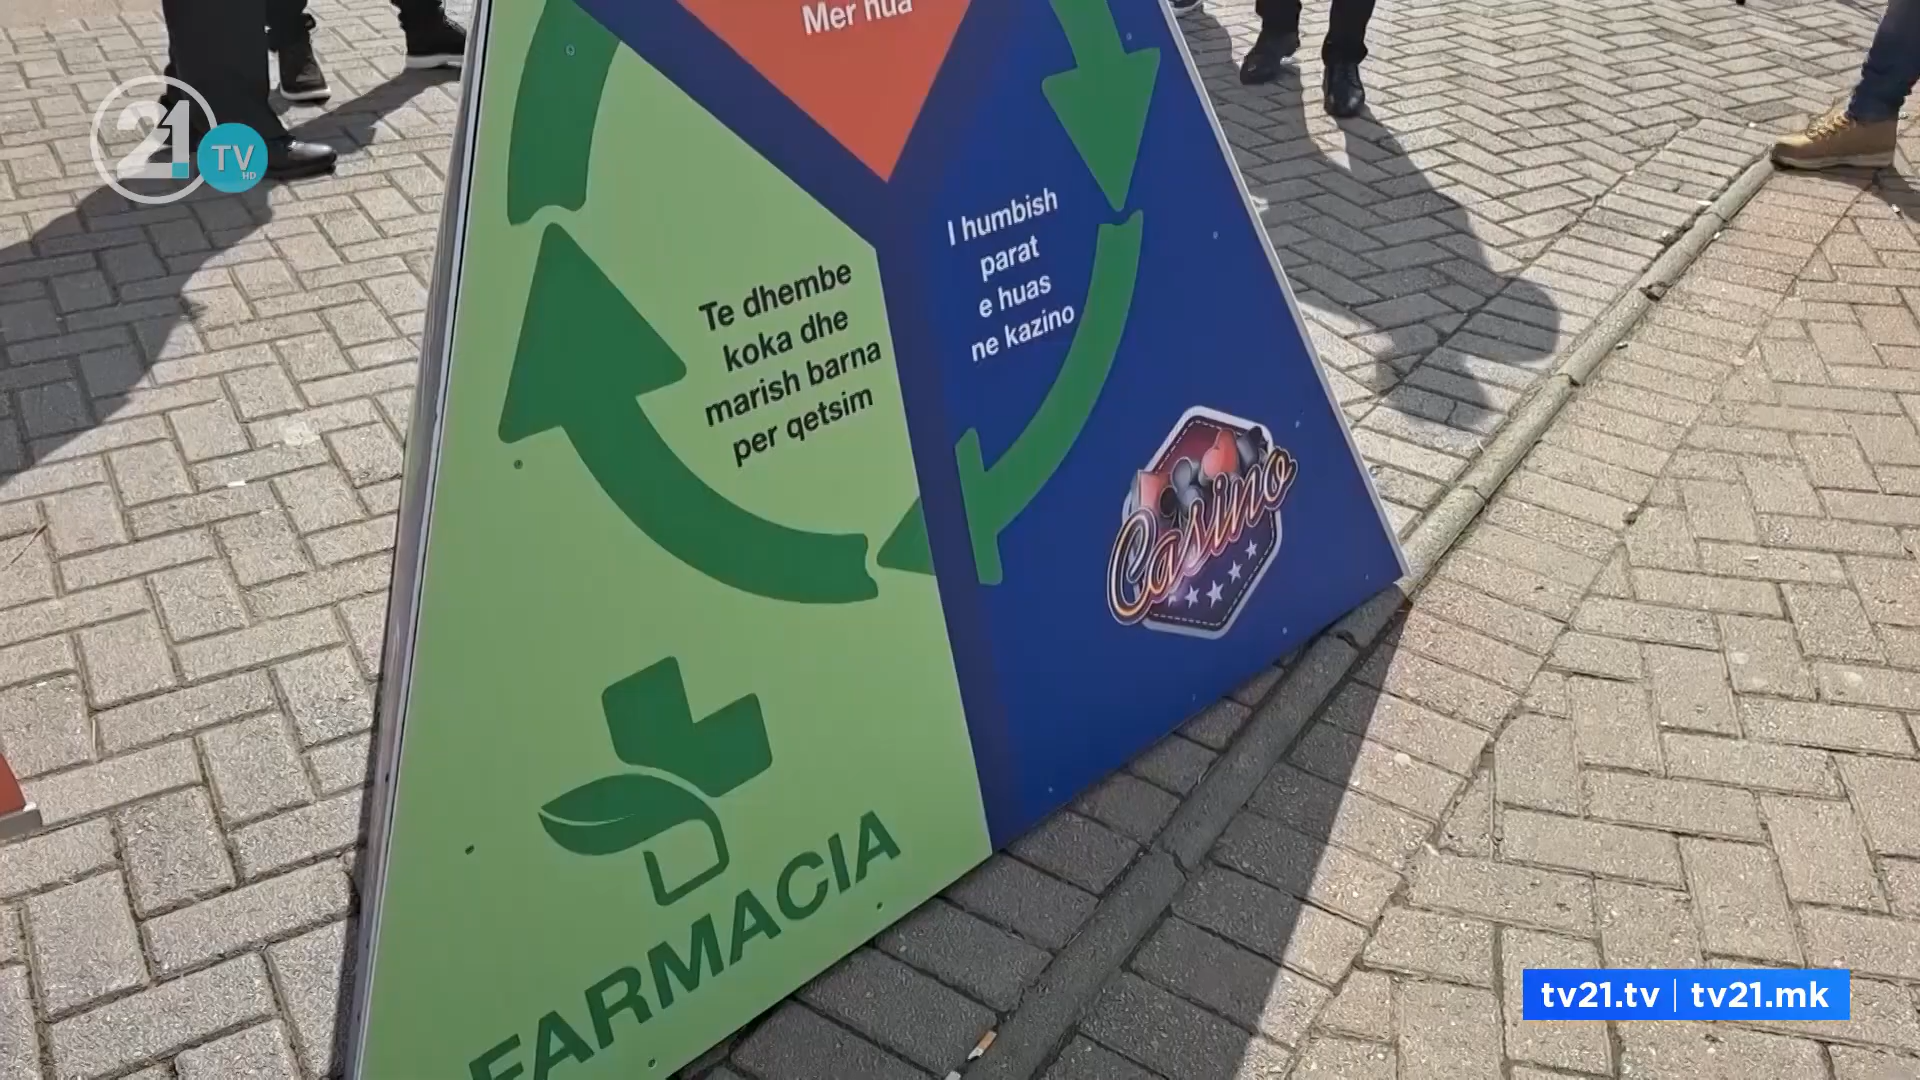 Mer hua
21
TV
HD
I humbish
parat
e huas
ne kazino
Te dhembe
koka dhe
marish barna
per qetsim
Casino
FARMACIA
tv21.tv | tv21.mk